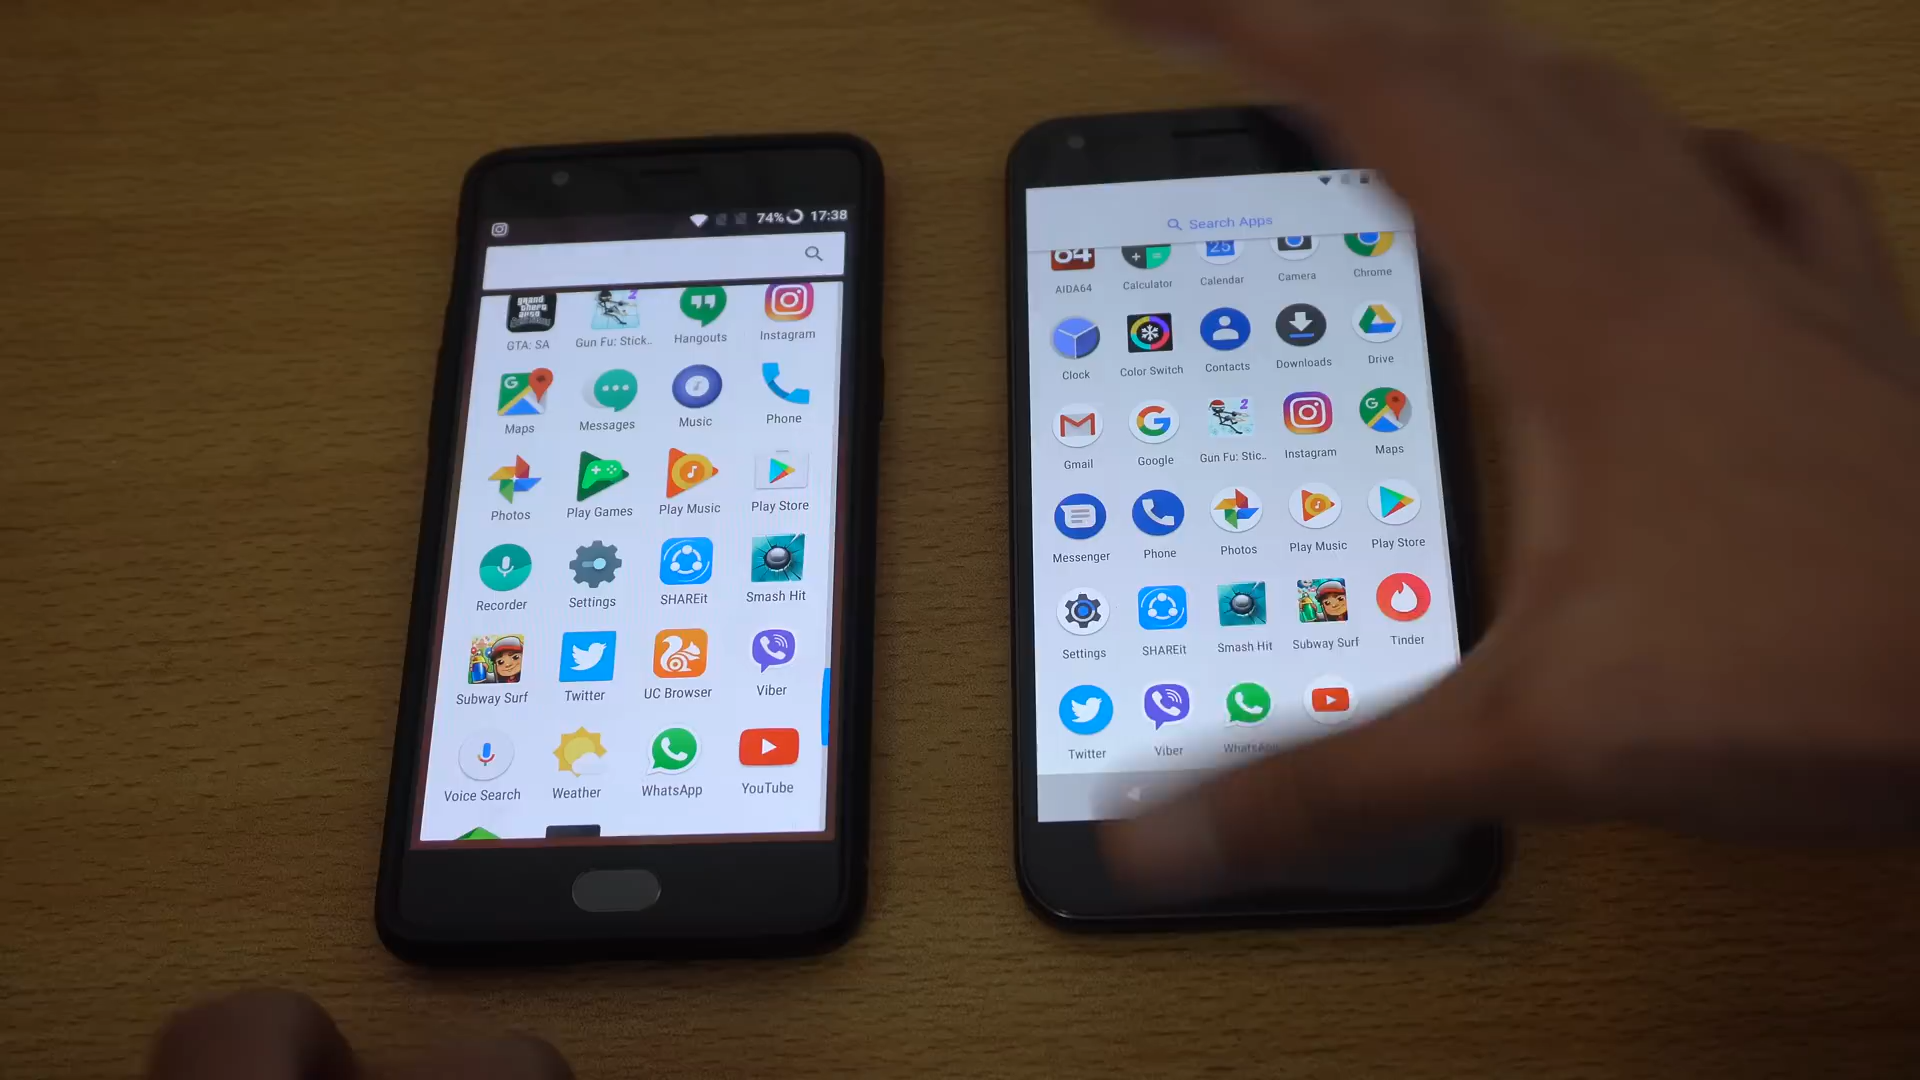 74% 17:38
GTA: SA Gun Fu: Stick.. Hangouts Instagram
Maps Messages Music Phone
Photos Play Games Play Music Play Store
Recorder Settings SHAREit Smash Hit
Subway Surf Twitter UC Browser Viber
Voice Search Weather WhatsApp YouTube
Search Apps
64 25
AIDA64 Calculator Calendar Camera Chrome
Clock Color Switch Contacts Downloads Drive
Gmail Google Gun Fu: Stic.. Instagram Maps
Messenger Phone Photos Play Music Play Store
Settings SHAREit Smash Hit Subway Surf Tinder
Twitter Viber WhatsApp